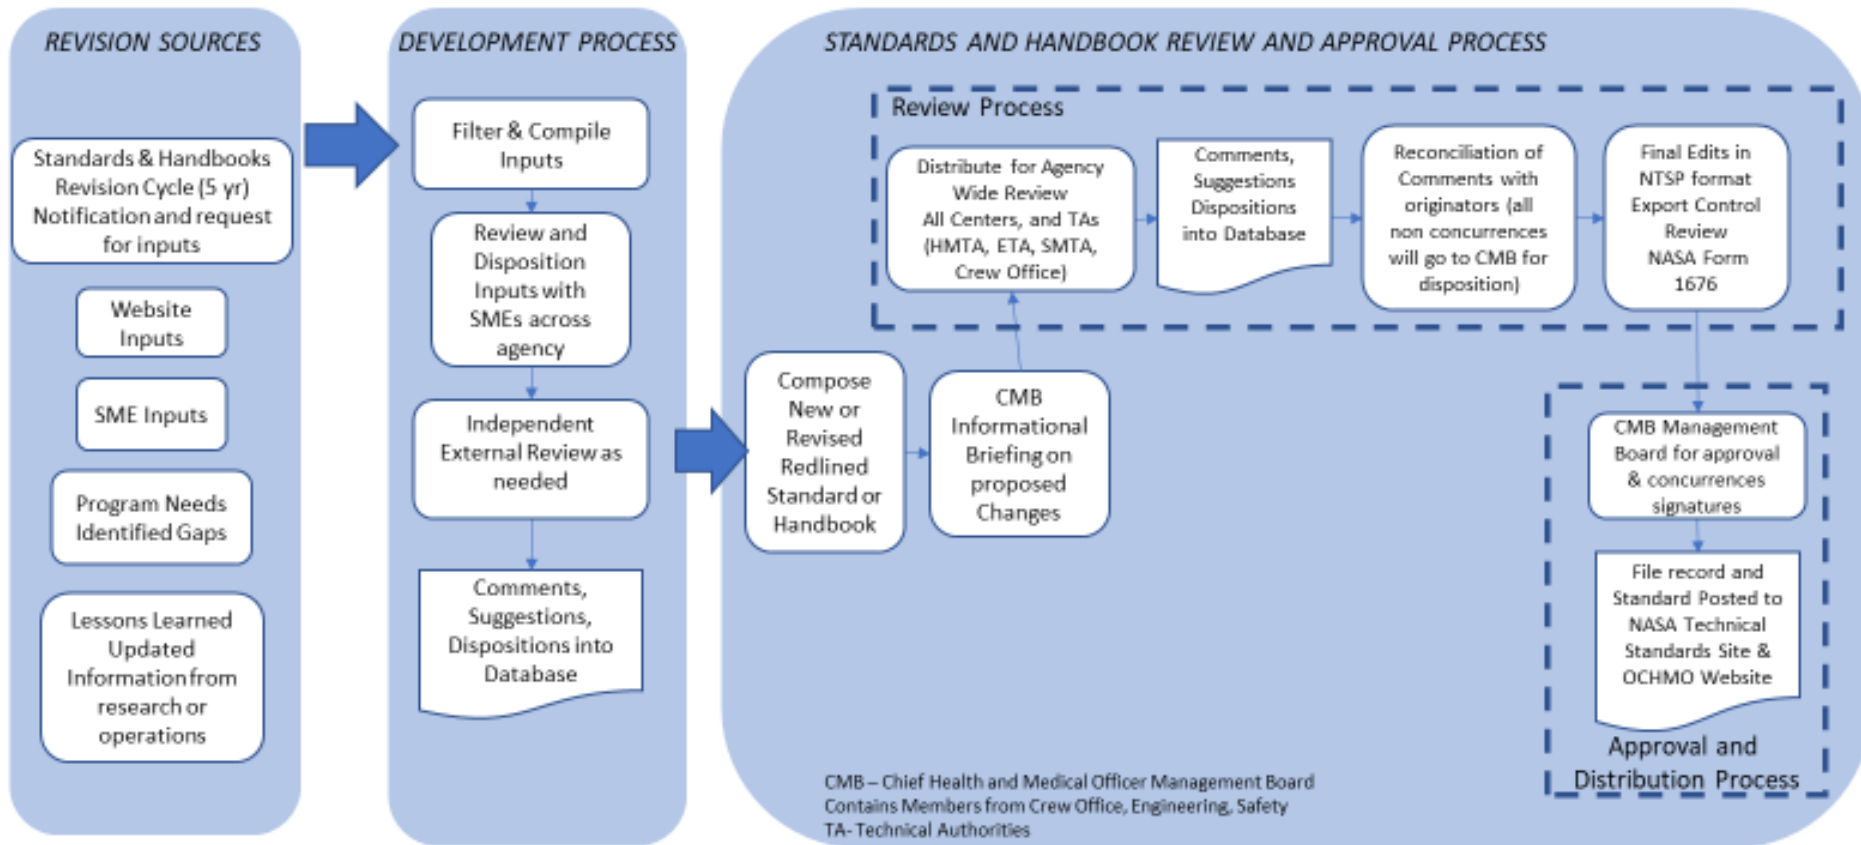 REVISION SOURCES
Standards & Handbooks
Revision Cycle (5 yr)
Notification and request
for inputs
Website
Inputs
SME Inputs
Program Needs
Identified Gaps
Lessons Learned
Updated
Information from
research or
operations
DEVELOPMENT PROCESS
Filter & Compile
Inputs
Review and
Disposition
Inputs with
SMEs across
agency
Independent
External Review as
needed
Comments,
Suggestions,
Dispositions into
Database
STANDARDS AND HANDBOOK REVIEW AND APPROVAL PROCESS
Compose
New or
Revised
Redlined
Standard or
Handbook
CMB
Informational
Briefing on
proposed
Changes
Review Process
Distribute for Agency
Wide Review
All Centers, and TAs
(HMTA, ETA, SMTA,
Crew Office)
Comments,
Suggestions
Dispositions
into Database
Reconciliation of
Comments with
originators (all
non concurrences
will go to CMB for
disposition)
Final Edits in
NTSP format
Export Control
Review
NASA Form
1676
CMB Management
Board for approval
& concurrences
signatures
File record and
Standard Posted to
NASA Technical
Standards Site &
OCHMO Website
Approval and
Distribution Process
CMB – Chief Health and Medical Officer Management Board
Contains Members from Crew Office, Engineering, Safety
TA- Technical Authorities